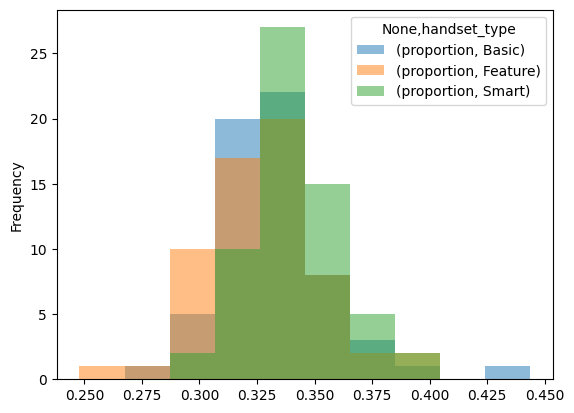 None,handset_type
(proportion, Basic)
(proportion, Feature)
(proportion, Smart)
Frequency
25
20
15
10
5
0
0.250 0.275 0.300 0.325 0.350 0.375 0.400 0.425 0.450